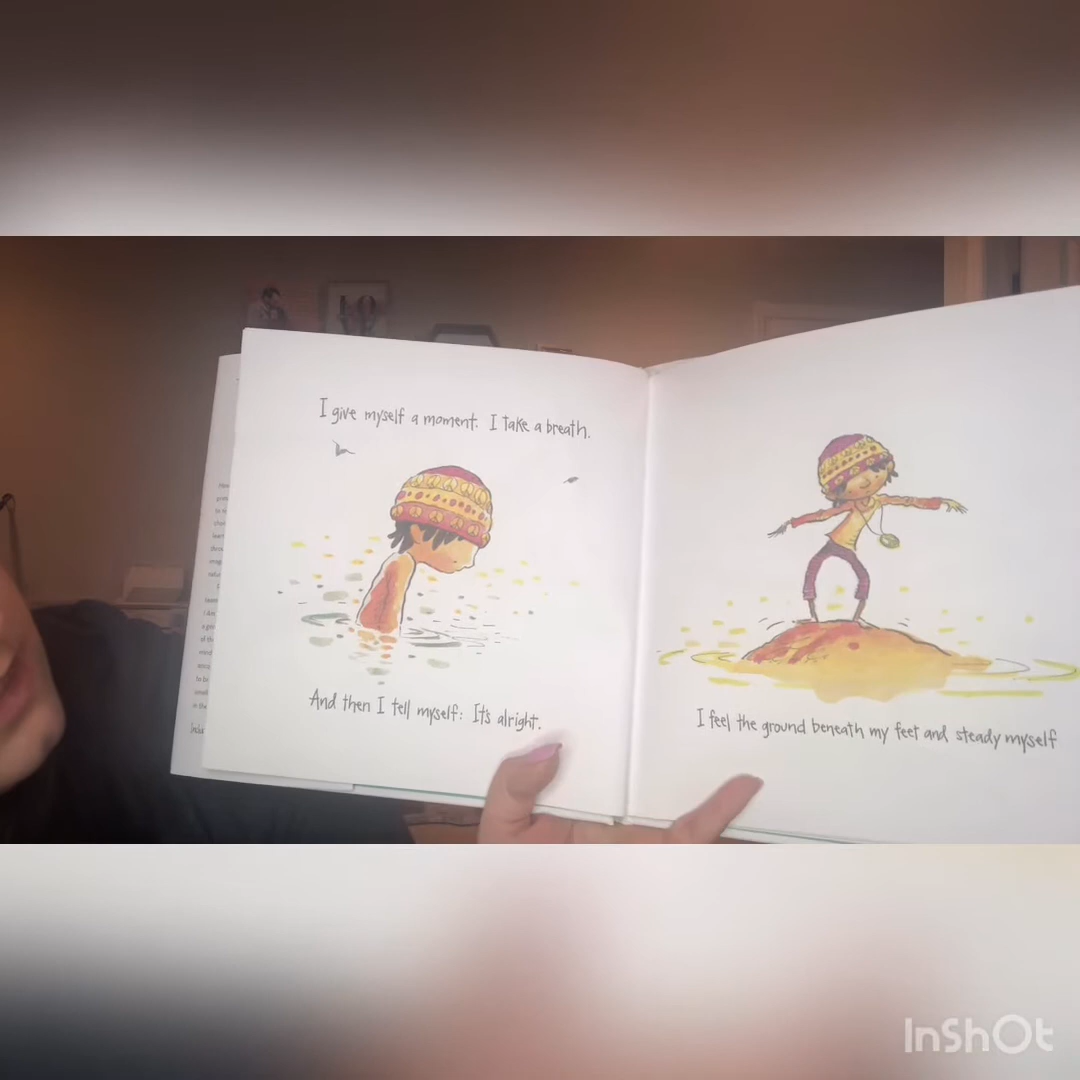 I give myself a moment. I take a breath.
And then I tell myself: It's alright.
I feel the ground beneath my feet and steady myself
InShOt